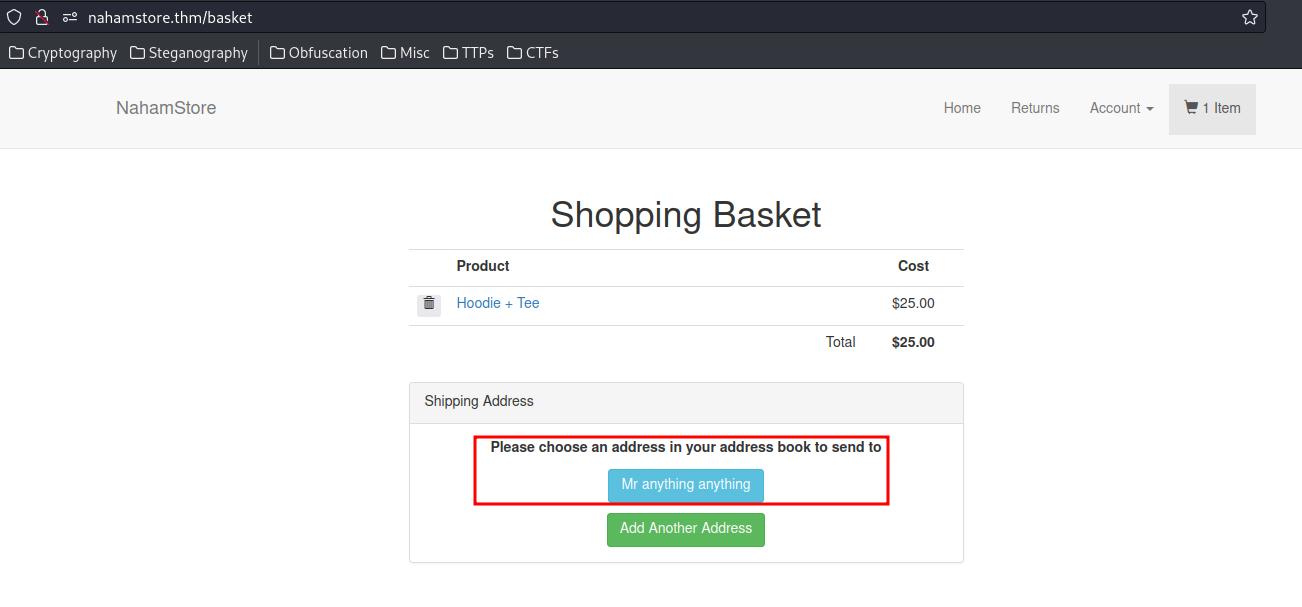 nahamstore.thm/basket
Cryptography Steganography Obfuscation Misc TTPs CTFs
NahamStore Home Returns Account 1 Item
Shopping Basket
Product Cost
Hoodie + Tee $25.00
Total $25.00
Shipping Address
Please choose an address in your address book to send to
Mr anything anything
Add Another Address